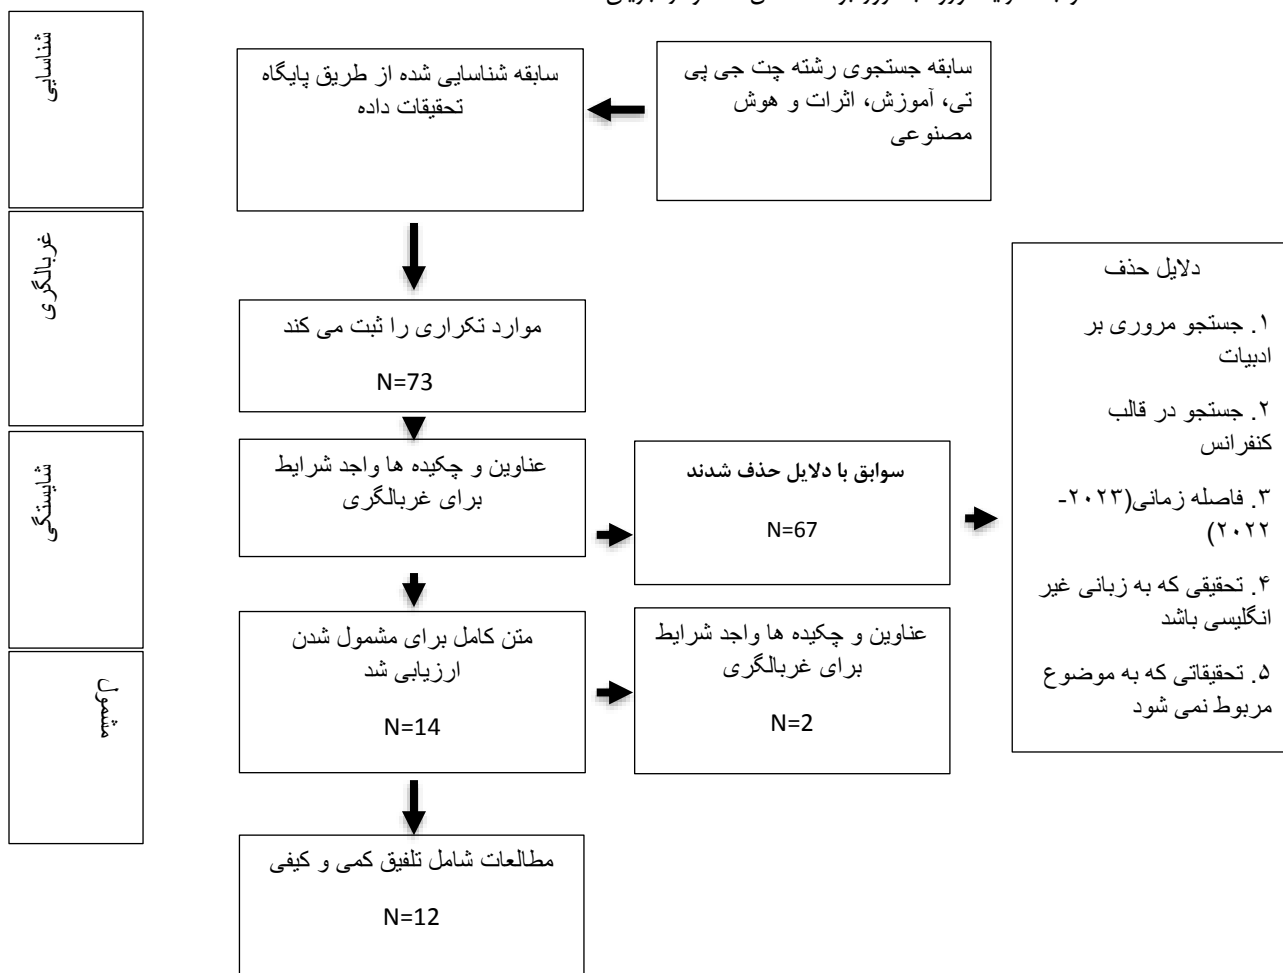 شناسایی
سابقه جستجوی رشته چت جی پی
تی، آموزش، اثرات و هوش
مصنوعی
سابقه شناسایی شده از طریق پایگاه
تحقیقات داده
غربالگری
موارد تکراری را ثبت می کند
N=73
دلایل حذف
۱. جستجو مروری بر
ادبیات
۲. جستجو در قالب
کنفرانس
۳. فاصله زمانی(۲۰۲۳-
۲۰۲۲)
۴. تحقیقی که به زبانی غیر
انگلیسی باشد
۵. تحقیقاتی که به موضوع
مربوط نمی شود
شایستگی
عناوین و چکیده ها واجد شرایط
برای غربالگری
سوابق با دلایل حذف شدند
N=67
متن کامل برای مشمول شدن
ارزیابی شد
N=14
عناوین و چکیده ها واجد شرایط
برای غربالگری
N=2
مشمول
مطالعات شامل تلفیق کمی و کیفی
N=12